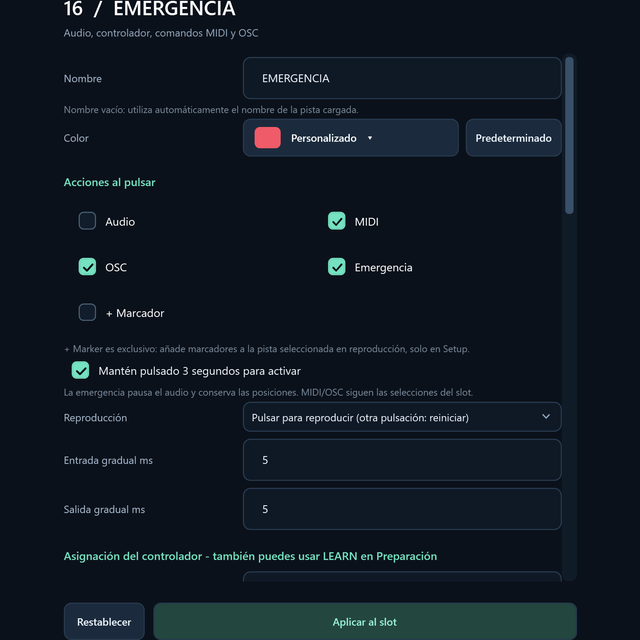 16 / EMERGENCIA
Audio, controlador, comandos MIDI y OSC
Nombre
EMERGENCIA
Nombre vacío: utiliza automáticamente el nombre de la pista cargada.
Color
Personalizado
Predeterminado
Acciones al pulsar
Audio
MIDI
OSC
Emergencia
+ Marcador
+ Marker es exclusivo: añade marcadores a la pista seleccionada en reproducción, solo en Setup.
Mantén pulsado 3 segundos para activar
La emergencia pausa el audio y conserva las posiciones. MIDI/OSC siguen las selecciones del slot.
Reproducción
Pulsar para reproducir (otra pulsación: reiniciar)
Entrada gradual ms
5
Salida gradual ms
5
Asignación del controlador - también puedes usar LEARN en Preparación
Restablecer
Aplicar al slot